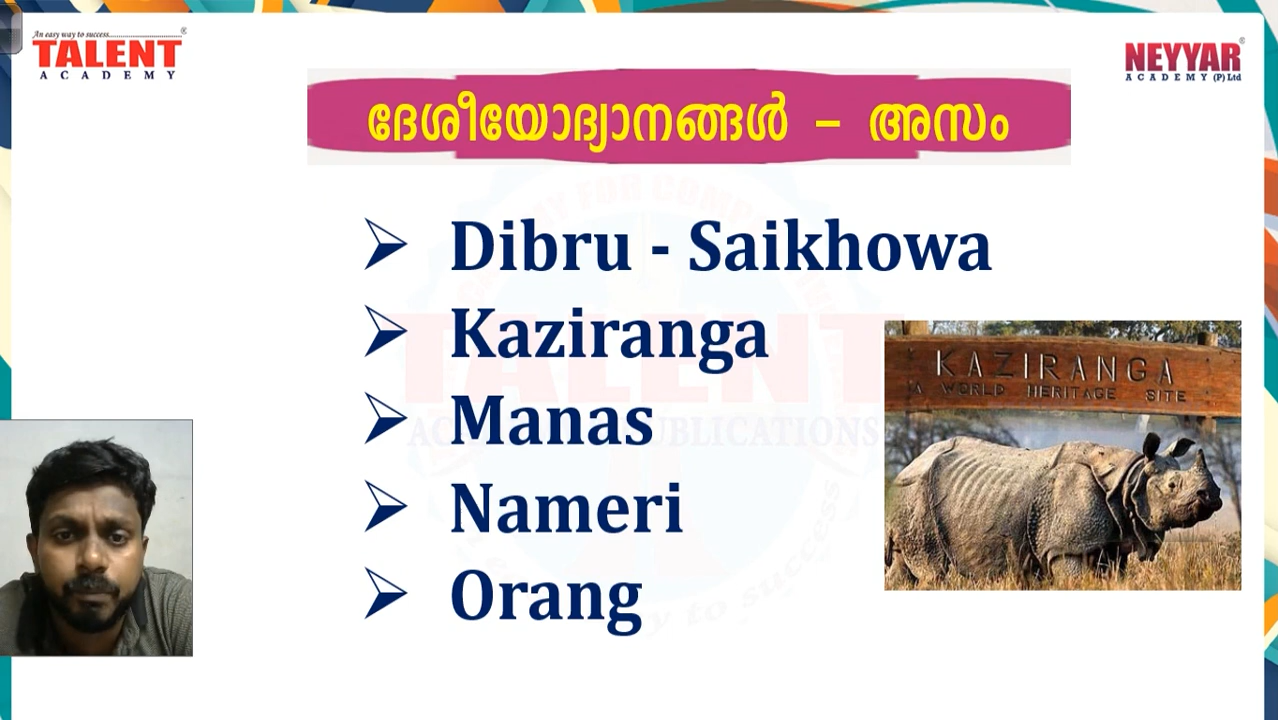 An easy way to success
TALENT
ACADEMY
NEYYAR
ACADEMY (P) Ltd
ദേശീയോദ്യാനങ്ങൾ – അസം
➢ Dibru - Saikhowa
➢ Kaziranga
➢ Manas
➢ Nameri
➢ Orang
KAZIRANGA
A WORLD HERITAGE SITE
TALENT